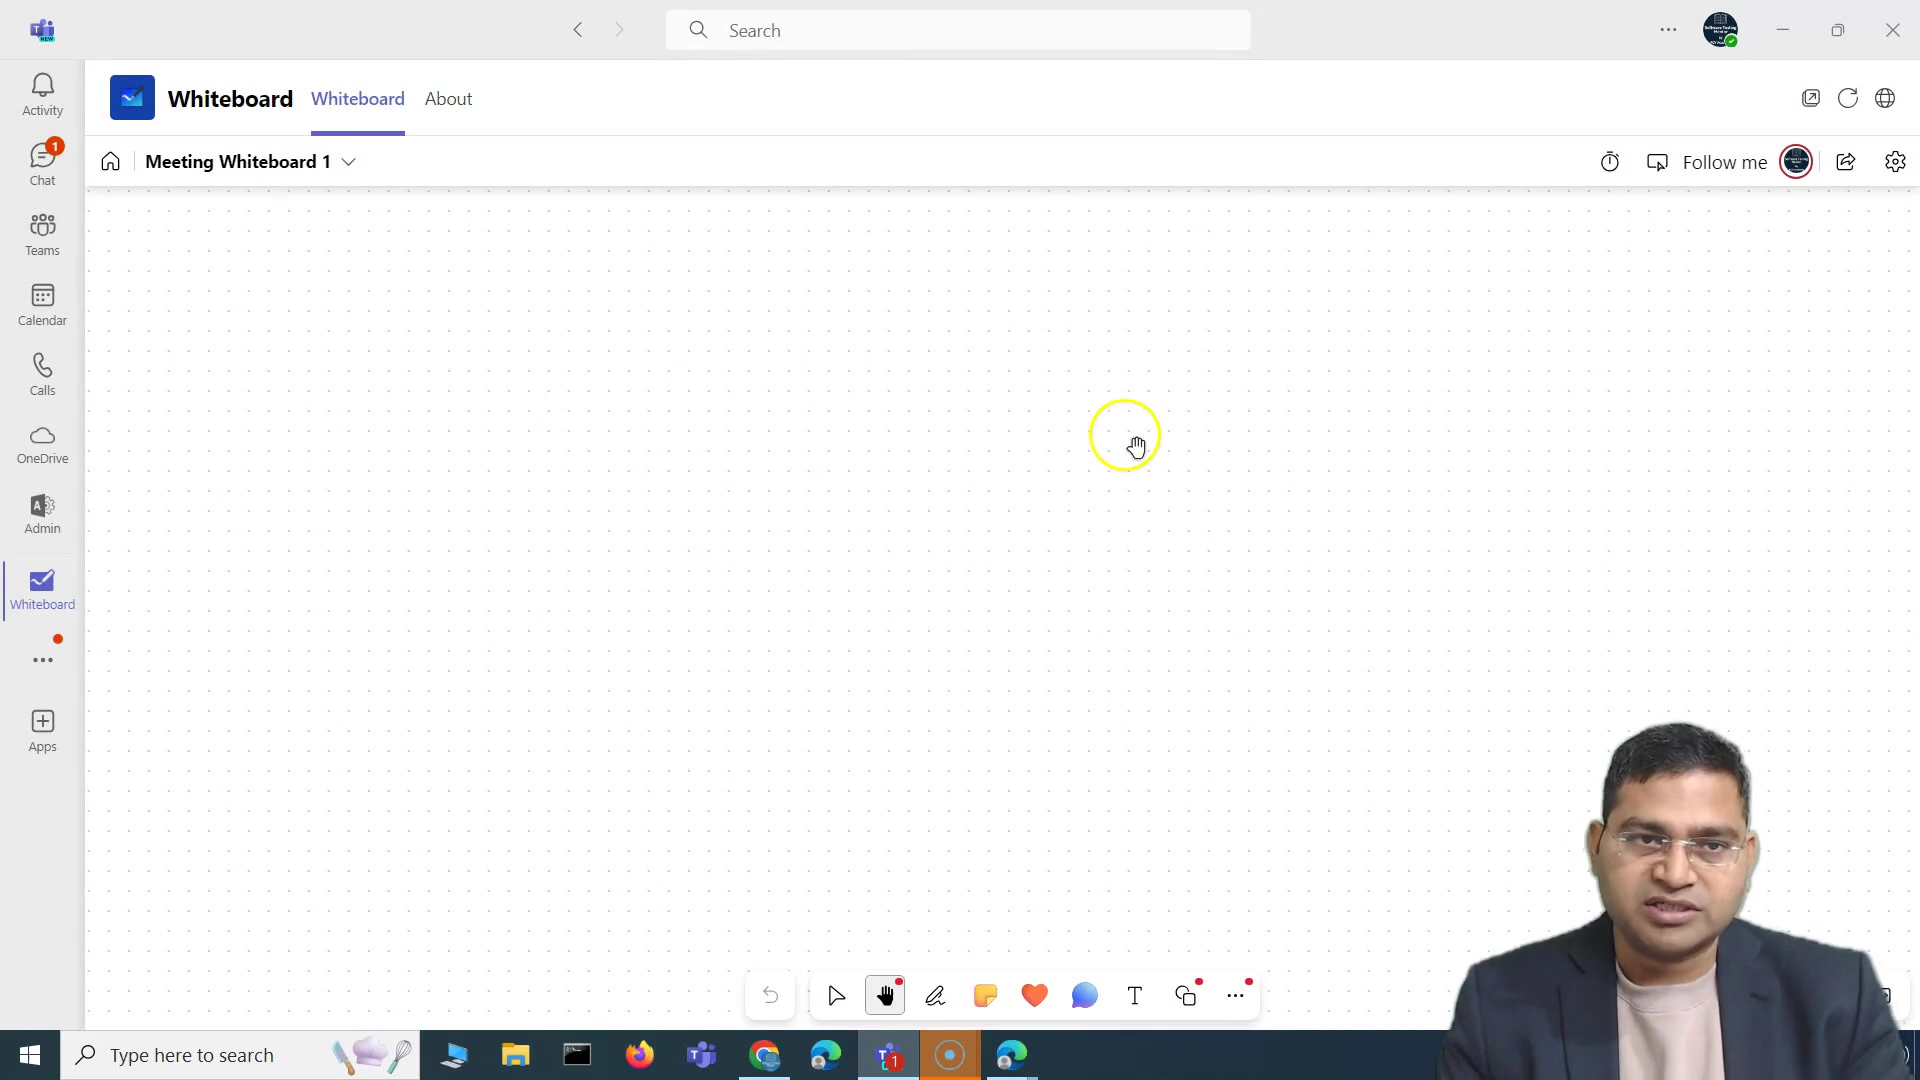 Search
Activity
1
Chat
Teams
Calendar
Calls
OneDrive
Admin
Whiteboard
Apps
Whiteboard
Whiteboard
About
Meeting Whiteboard 1
Follow me
T
Type here to search
1